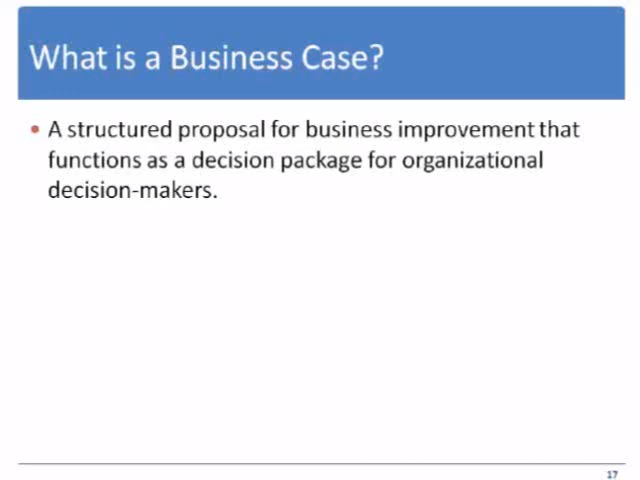 What is a Business Case?
• A structured proposal for business improvement that
functions as a decision package for organizational
decision-makers.
17